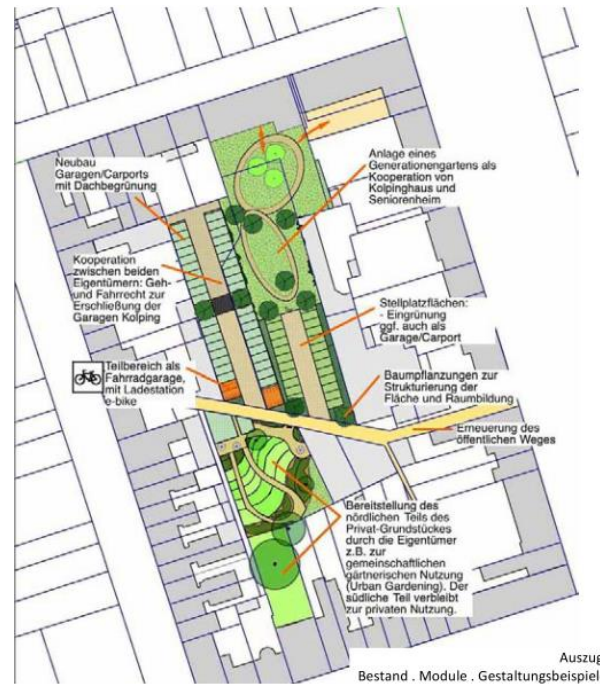 Neubau
Garagen/Carports
mit Dachbegrünung
Anlage eines
Generationengartens als
Kooperation von
Kolpinghaus und
Seniorenheim
Kooperation
zwischen beiden
Eigentümern: Geh-
und Fahrrecht zur
Erschließung der
Garagen Kolping
Stellplatzflächen:
- Eingrünung
ggf. auch als
Garage/Carport
Teilbereich als
Fahrradgarage,
mit Ladestation
e-bike
Baumpflanzungen zur
Strukturierung der
Fläche und Raumbildung
Erneuerung des
öffentlichen Weges
Bereitstellung des
nördlichen Teils des
Privat-Grundstückes
durch die Eigentümer
z.B. zur
gemeinschaftlichen
gärtnerischen Nutzung
(Urban Gardening). Der
südliche Teil verbleibt
zur privaten Nutzung.
Auszug
Bestand . Module . Gestaltungsbeispiel